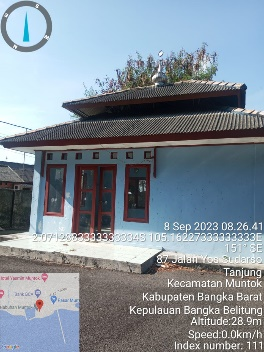 8 Sep 2023 08.26.41
2.0712333333333334S 105.16227333333333E
151° SE
87 Jalan Yos Sudarso
Tanjung
Kecamatan Muntok
Kabupaten Bangka Barat
Kepulauan Bangka Belitung
Altitude:28.9m
Speed:0.0km/h
Index number: 111